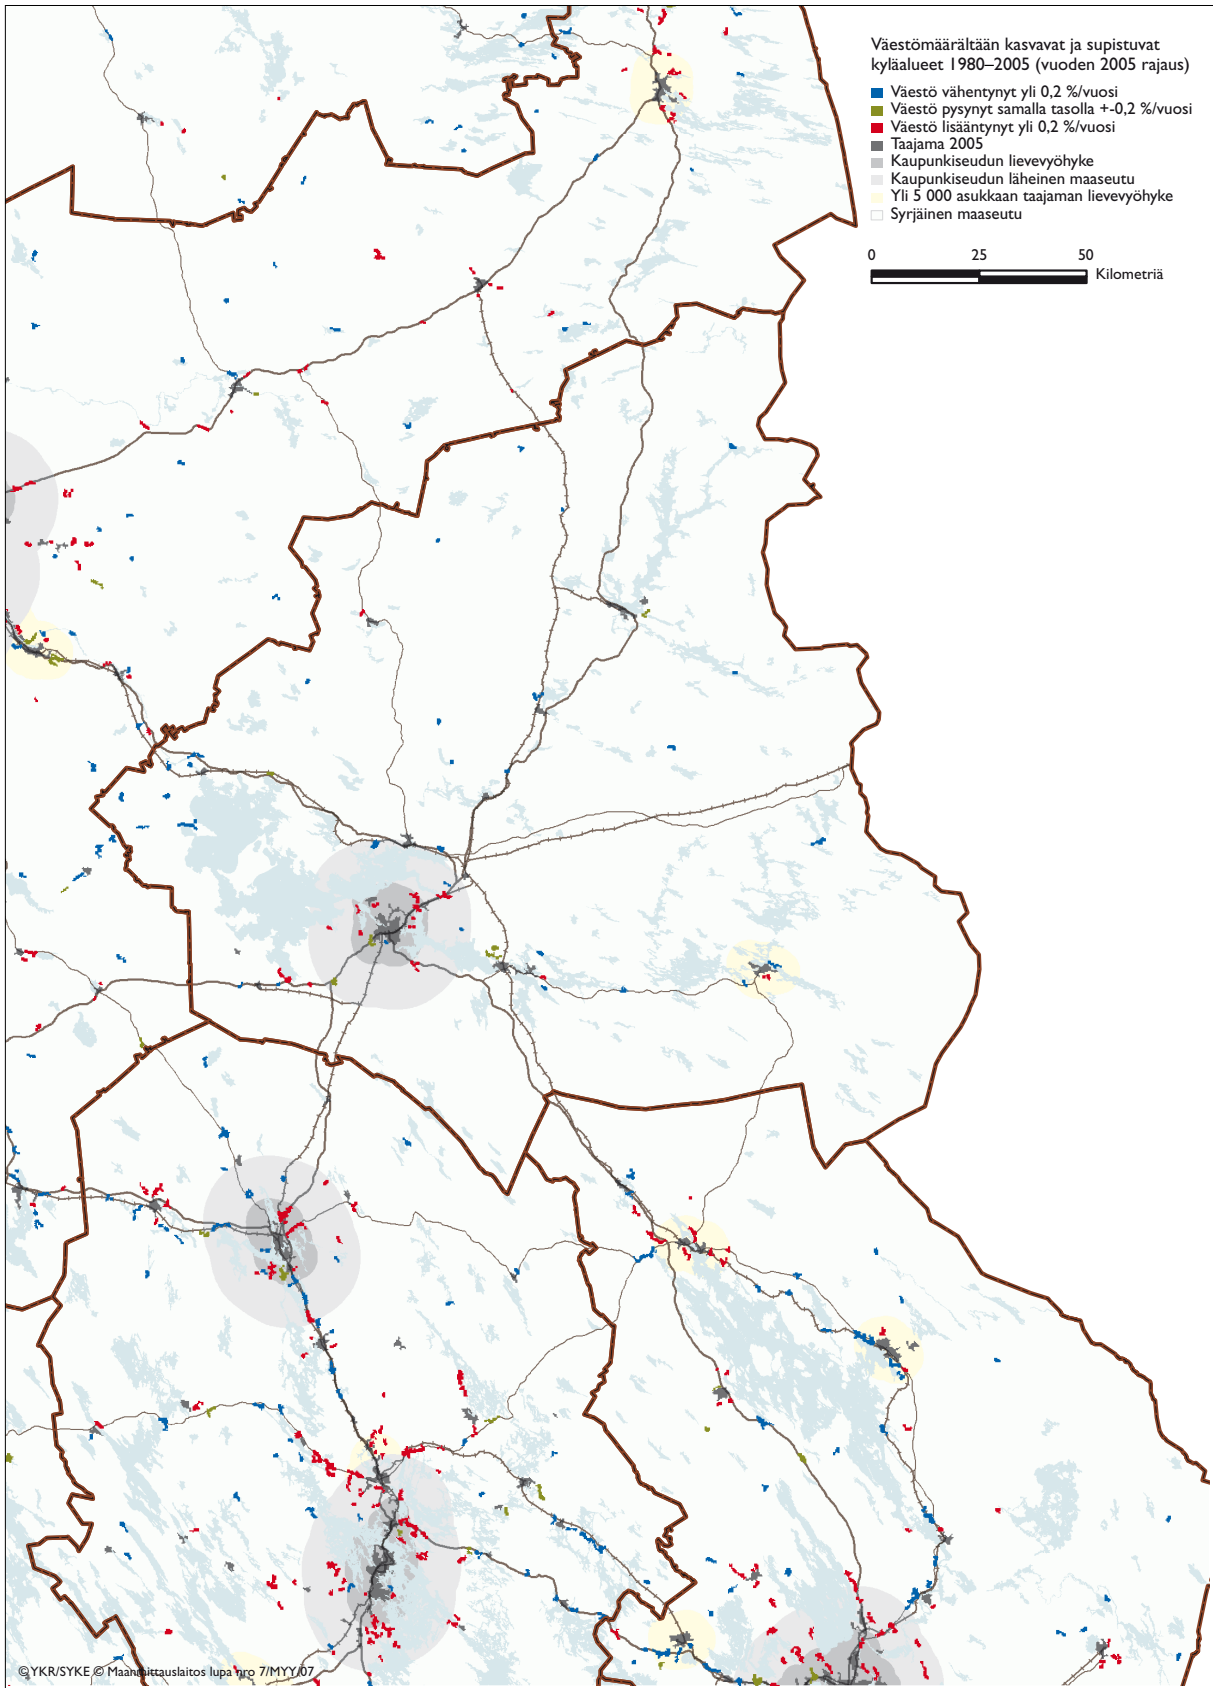 Väestömäärältään kasvavat ja supistuvat
kyläalueet 1980–2005 (vuoden 2005 rajaus)
Väestö vähentynyt yli 0,2 %/vuosi
Väestö pysynyt samalla tasolla +-0,2 %/vuosi
Väestö lisääntynyt yli 0,2 %/vuosi
Taajama 2005
Kaupunkiseudun lievevyöhyke
Kaupunkiseudun läheinen maaseutu
Yli 5 000 asukkaan taajaman lievevyöhyke
Syrjäinen maaseutu
0 25 50
Kilometriä
©YKR/SYKE © Maanmittauslaitos lupa nro 7/MYY/07